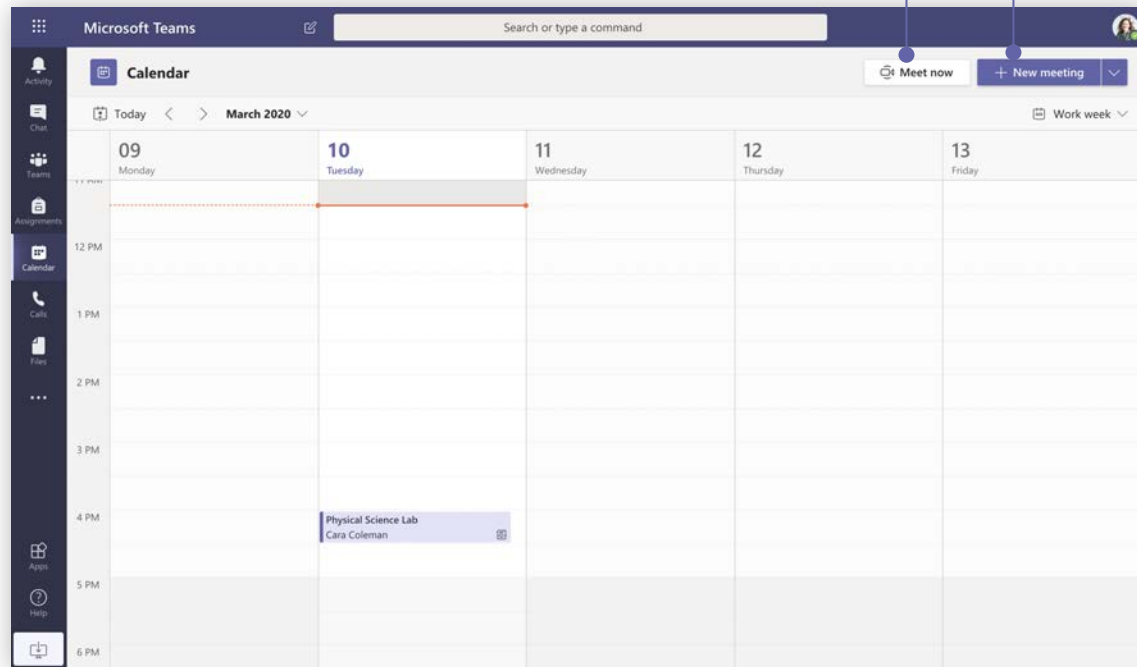 Microsoft Teams
Search or type a command
Activity
Chat
Teams
Assignments
Calendar
Calls
Files
Apps
Help
Calendar
Meet now
New meeting
Today
March 2020
Work week
09
Monday
10
Tuesday
11
Wednesday
12
Thursday
13
Friday
12 PM
1 PM
2 PM
3 PM
4 PM
Physical Science Lab
Cara Coleman
5 PM
6 PM